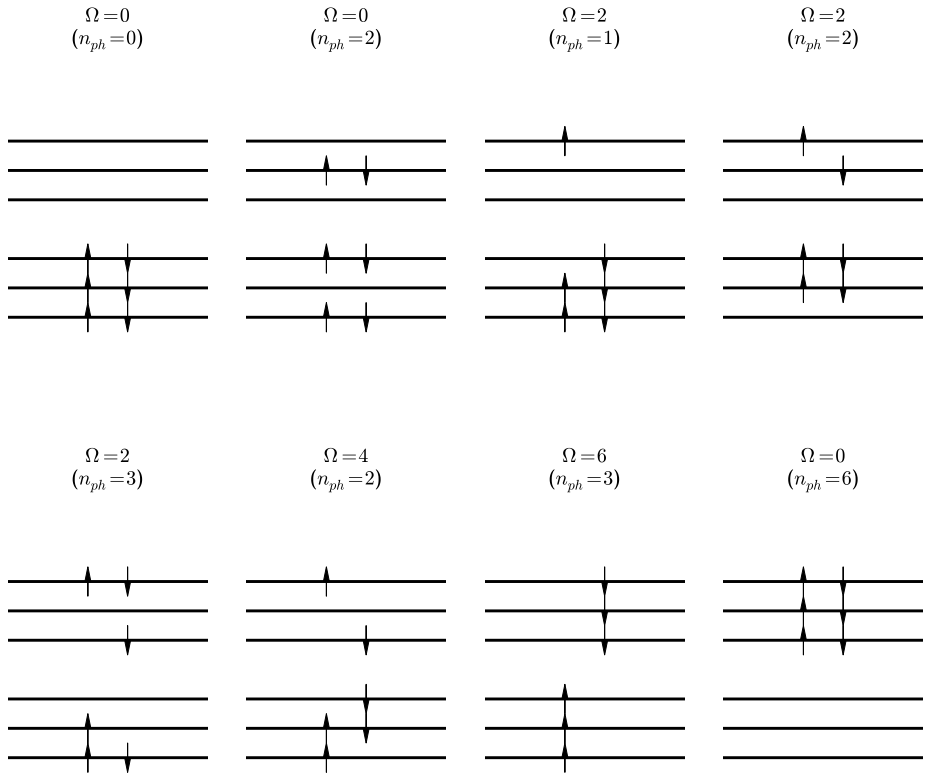 Ω=0
(n_ph=0)
Ω=0
(n_ph=2)
Ω=2
(n_ph=1)
Ω=2
(n_ph=2)
Ω=2
(n_ph=3)
Ω=4
(n_ph=2)
Ω=6
(n_ph=3)
Ω=0
(n_ph=6)